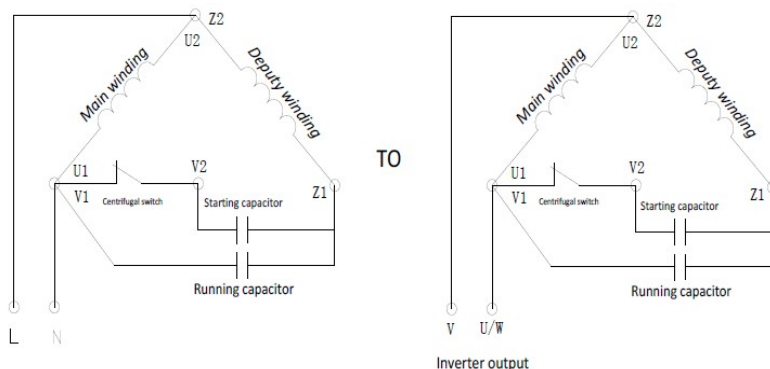 Z2
U2
Main winding
Deputy winding
U1
V1
V2
Z1
Centrifugal switch
Starting capacitor
Running capacitor
L
N
TO
Z2
U2
Main winding
Deputy winding
U1
V1
V2
Z1
Centrifugal switch
Starting capacitor
Running capacitor
V
U/W
Inverter output